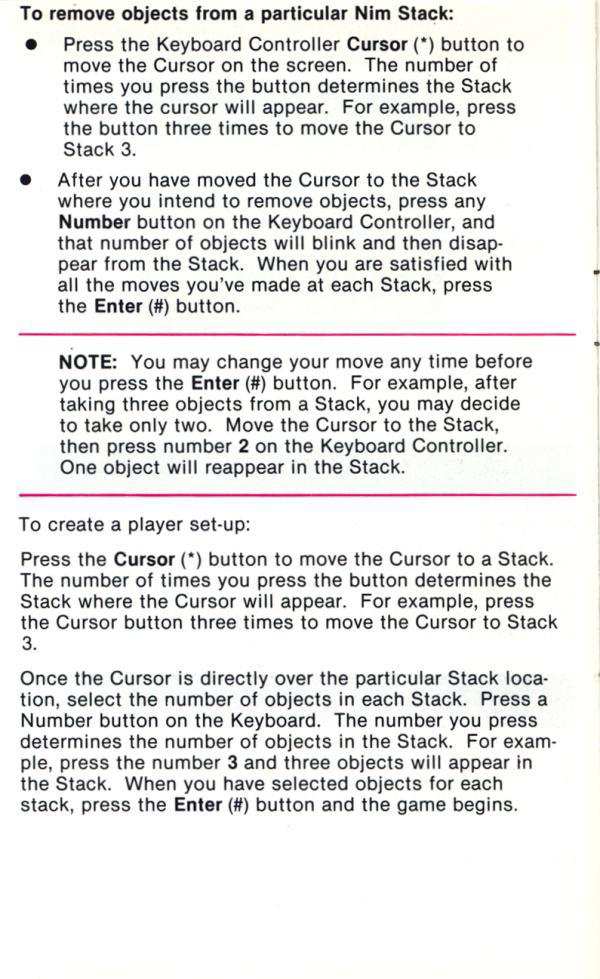 To remove objects from a particular Nim Stack:
● Press the Keyboard Controller Cursor (*) button to
move the Cursor on the screen. The number of
times you press the button determines the Stack
where the cursor will appear. For example, press
the button three times to move the Cursor to
Stack 3.
● After you have moved the Cursor to the Stack
where you intend to remove objects, press any
Number button on the Keyboard Controller, and
that number of objects will blink and then disap-
pear from the Stack. When you are satisfied with
all the moves you've made at each Stack, press
the Enter (#) button.
NOTE: You may change your move any time before
you press the Enter (#) button. For example, after
taking three objects from a Stack, you may decide
to take only two. Move the Cursor to the Stack,
then press number 2 on the Keyboard Controller.
One object will reappear in the Stack.
To create a player set-up:
Press the Cursor (*) button to move the Cursor to a Stack.
The number of times you press the button determines the
Stack where the Cursor will appear. For example, press
the Cursor button three times to move the Cursor to Stack
3.
Once the Cursor is directly over the particular Stack loca-
tion, select the number of objects in each Stack. Press a
Number button on the Keyboard. The number you press
determines the number of objects in the Stack. For exam-
ple, press the number 3 and three objects will appear in
the Stack. When you have selected objects for each
stack, press the Enter (#) button and the game begins.